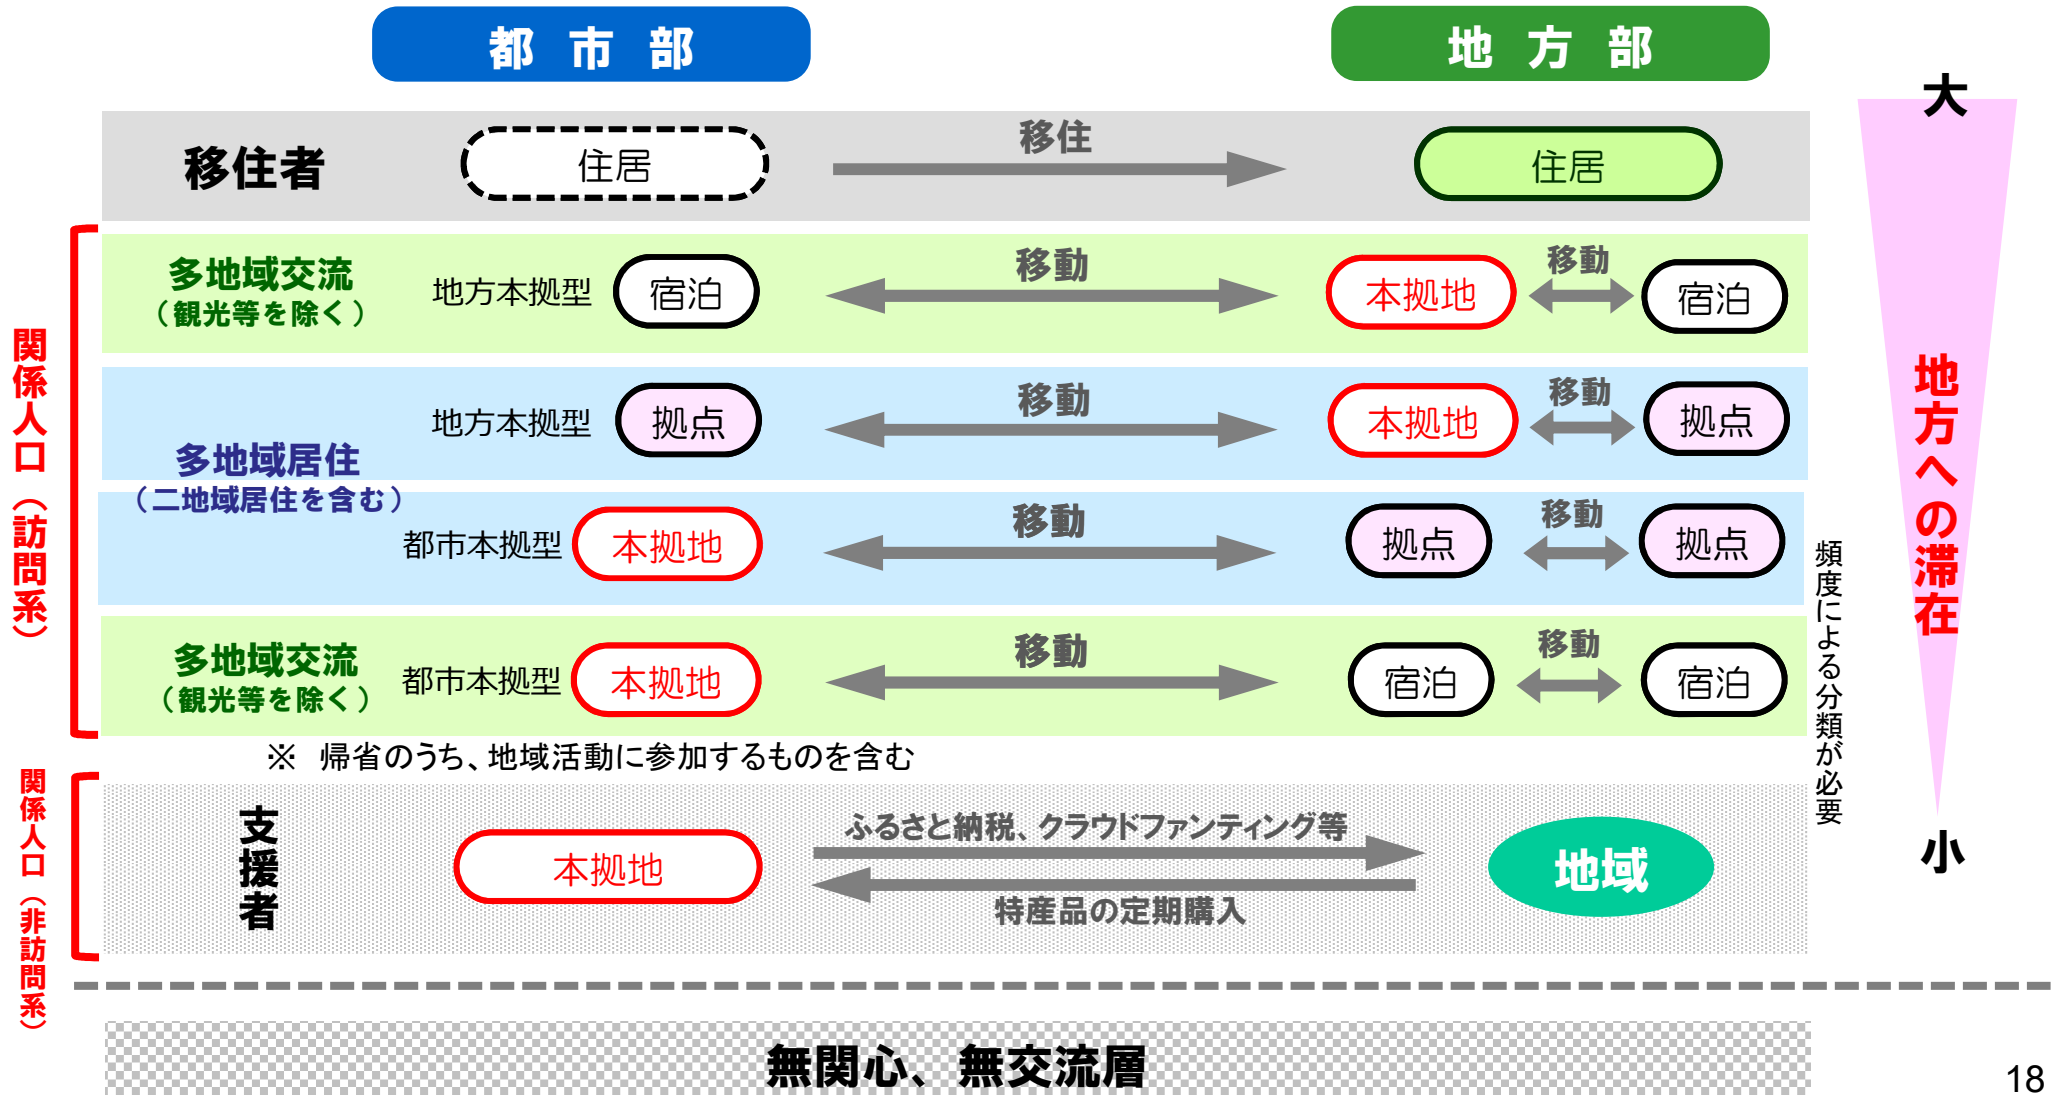 都市部
地方部
大
移住者
住居
移住
住居
多地域交流
（観光等を除く）
地方本拠型
宿泊
移動
本拠地
移動
宿泊
関係人口（訪問系）
地方本拠型
拠点
移動
本拠地
移動
拠点
多地域居住
（二地域居住を含む）
都市本拠型
本拠地
移動
拠点
移動
拠点
多地域交流
（観光等を除く）
都市本拠型
本拠地
移動
宿泊
移動
宿泊
地方への滞在
頻度による分類が必要
※　帰省のうち、地域活動に参加するものを含む
関係人口（非訪問系）
支援者
本拠地
ふるさと納税、クラウドファンティング等
特産品の定期購入
地域
小
無関心、無交流層
18